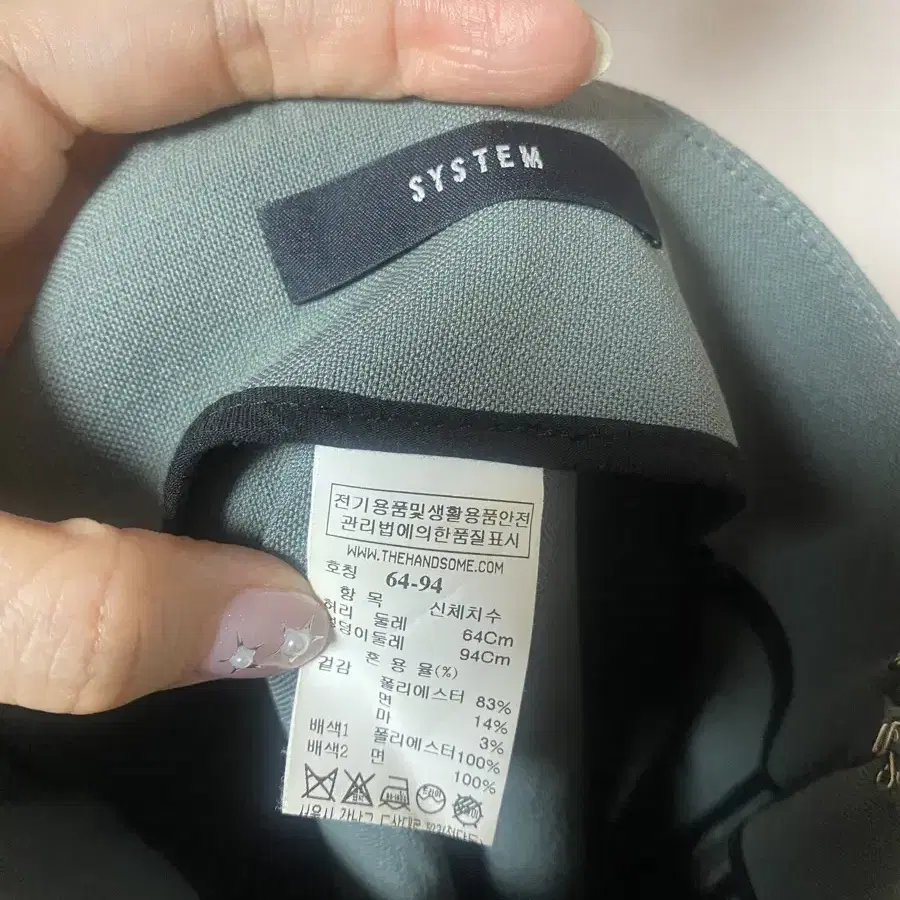 SYSTEM
전기용품및생활용품안전
관리법에의한품질표시
WWW.THEHANDSOME.COM
호칭 64-94
항 목 신체치수
허리 둘레 64Cm
덩이둘레 94Cm
겉감 혼 용 율(%)
폴리에스터 83%
면 14%
마 3%
배색1 폴리에스터100%
배색2 면 100%